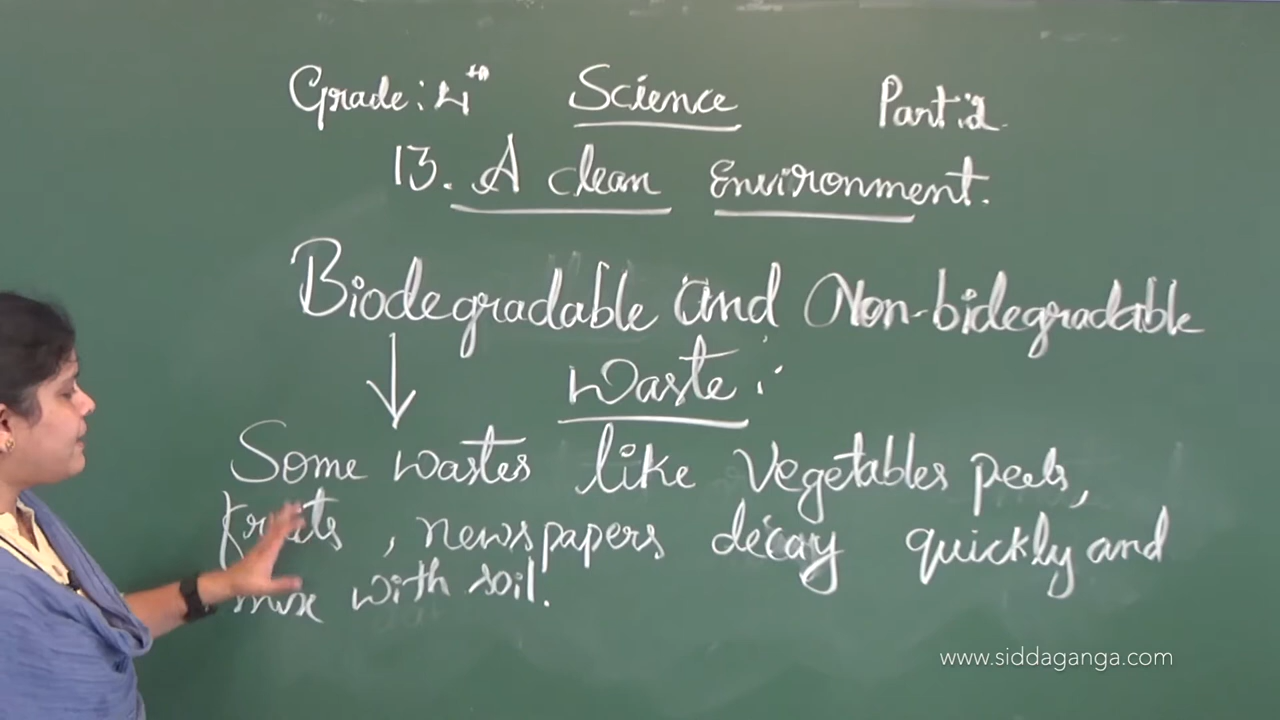 Grade: 4th Science Part: 2.
13. A clean Environment.
Biodegradable and Non-bidegradable
Waste :
Some wastes like Vegetables peels,
fruits, newspapers decay quickly and
mix with soil.
www.siddaganga.com